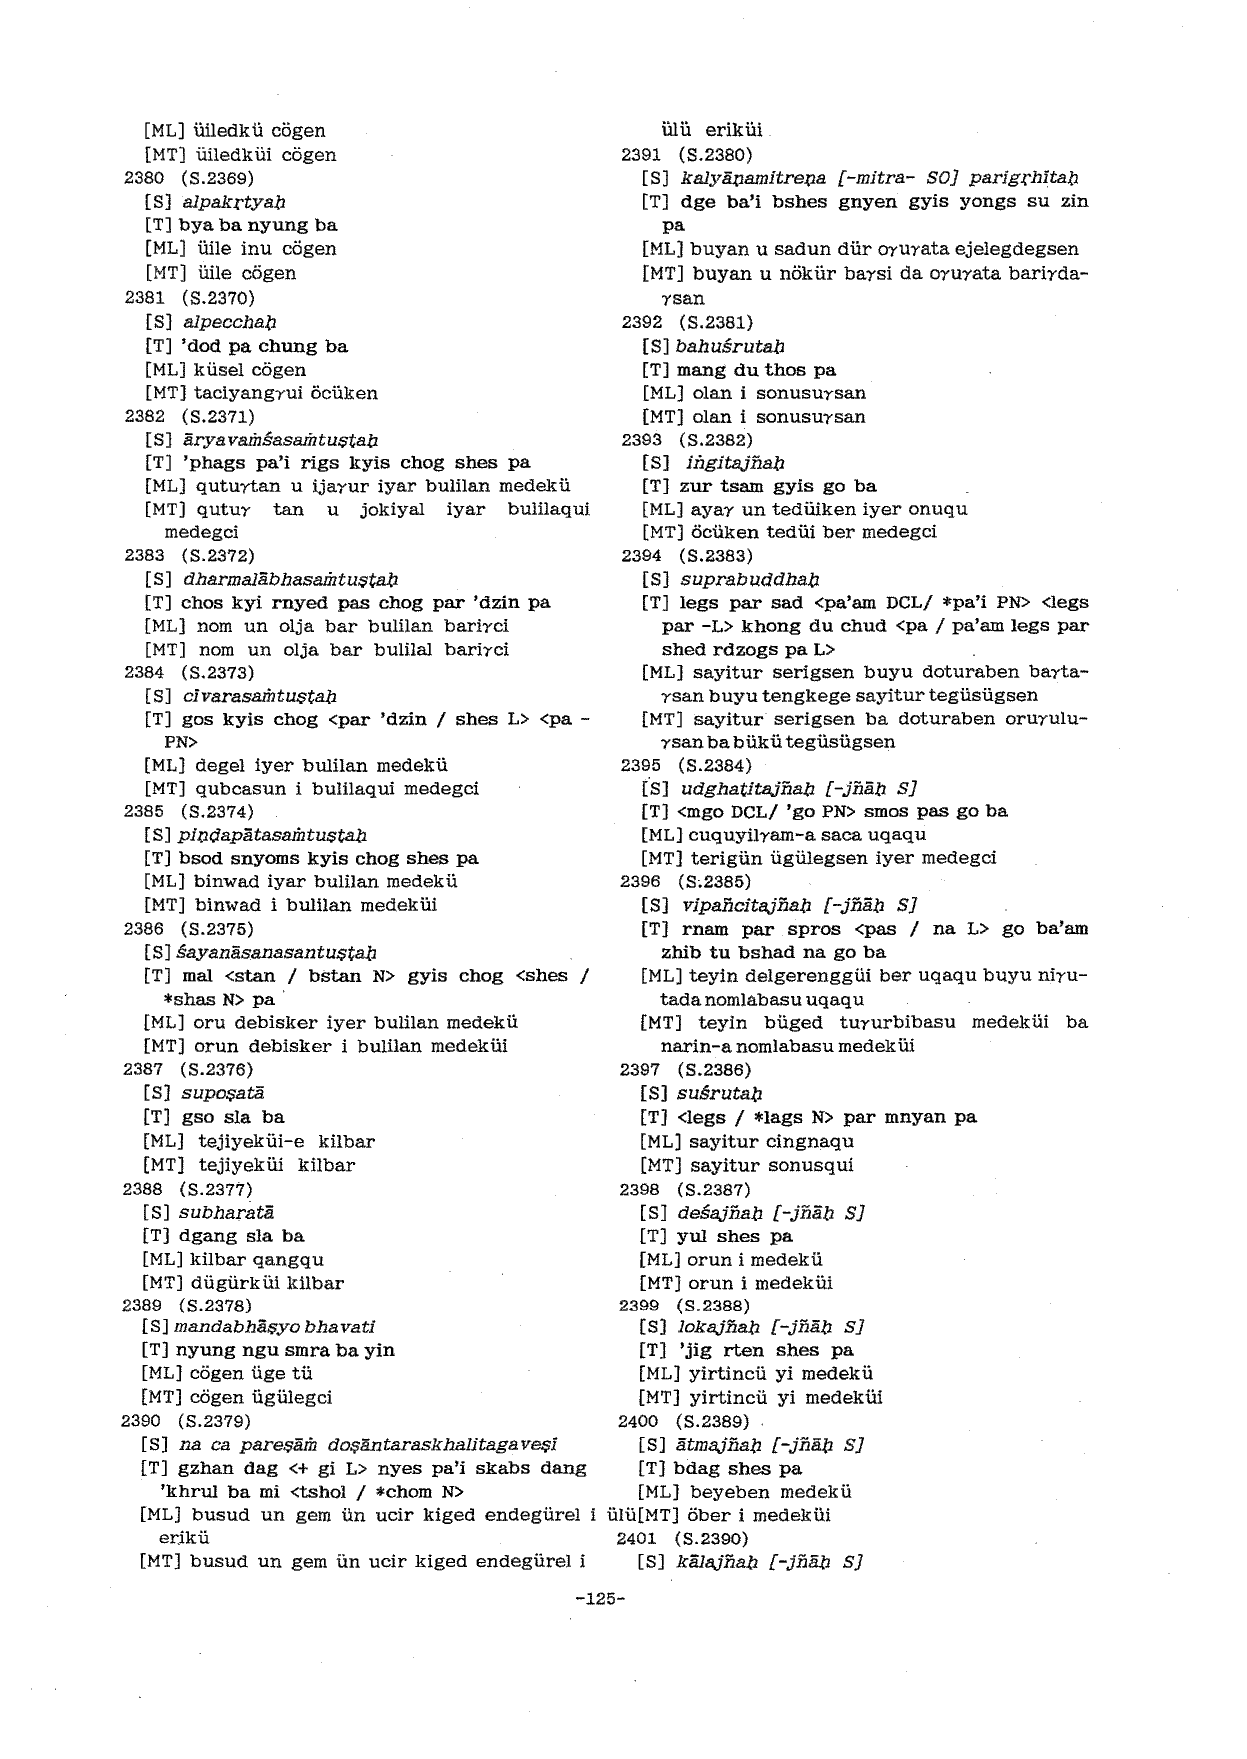 [ML] üiledkü cögen
[MT] üiledküi cögen
2380 (S.2369)
[S] alpakṛtyaḥ
[T] bya ba nyung ba
[ML] üile inu cögen
[MT] üile cögen
2381 (S.2370)
[S] alpecchaḥ
[T] 'dod pa chung ba
[ML] küsel cögen
[MT] taciyangγui öcüken
2382 (S.2371)
[S] āryavaṁśasaṁtuṣṭaḥ
[T] 'phags pa'i rigs kyis chog shes pa
[ML] qutuγtan u ijaγur iyar bulilan medekü
[MT] qutuγ tan u jokiyal iyar bulilaqui
medegci
2383 (S.2372)
[S] dharmalābhasaṁtuṣṭaḥ
[T] chos kyi rnyed pas chog par 'dzin pa
[ML] nom un olja bar bulilan bariγci
[MT] nom un olja bar bulilal bariγci
2384 (S.2373)
[S] cīvarasaṁtuṣṭaḥ
[T] gos kyis chog <par 'dzin / shes L> <pa -
PN>
[ML] degel iyer bulilan medekü
[MT] qubcasun i bulilaqui medegci
2385 (S.2374)
[S] piṇḍapātasaṁtuṣṭaḥ
[T] bsod snyoms kyis chog shes pa
[ML] binwad iyar bulilan medekü
[MT] binwad i bulilan medeküi
2386 (S.2375)
[S] śayanāsanasantuṣṭaḥ
[T] mal <stan / bstan N> gyis chog <shes /
*shas N> pa
[ML] oru debisker iyer bulilan medekü
[MT] orun debisker i bulilan medeküi
2387 (S.2376)
[S] supoṣatā
[T] gso sla ba
[ML] tejiyeküi-e kilbar
[MT] tejiyeküi kilbar
2388 (S.2377)
[S] subharatā
[T] dgang sla ba
[ML] kilbar qangqu
[MT] dügürküi kilbar
2389 (S.2378)
[S] mandabhāṣyo bhavati
[T] nyung ngu smra ba yin
[ML] cögen üge tü
[MT] cögen ügülegci
2390 (S.2379)
[S] na ca pareṣāṁ doṣāntaraskhalitagaveṣī
[T] gzhan dag <+ gi L> nyes pa'i skabs dang
'khrul ba mi <tshol / *chom N>
[ML] busud un gem ün ucir kiged endegürel i ülü
erikü
[MT] busud un gem ün ucir kiged endegürel i
ülü eriküi
2391 (S.2380)
[S] kalyāṇamitreṇa [-mitra- SO] parigṛhītaḥ
[T] dge ba'i bshes gnyen gyis yongs su zin
pa
[ML] buyan u sadun dür oγuγata ejelegdegsen
[MT] buyan u nökür baγsi da oγuγata bariγda-
γsan
2392 (S.2381)
[S] bahuśrutaḥ
[T] mang du thos pa
[ML] olan i sonusuγsan
[MT] olan i sonusuγsan
2393 (S.2382)
[S] iṅgitajñaḥ
[T] zur tsam gyis go ba
[ML] ayaγ un tedüiken iyer onuqu
[MT] öcüken tedüi ber medegci
2394 (S.2383)
[S] suprabuddhaḥ
[T] legs par sad <pa'am DCL/ *pa'i PN> <legs
par -L> khong du chud <pa / pa'am legs par
shed rdzogs pa L>
[ML] sayitur serigsen buyu doturaben baγta-
γsan buyu tengkege sayitur tegüsügsen
[MT] sayitur serigsen ba doturaben oruγulu-
γsan ba bükü tegüsügsen
2395 (S.2384)
[S] udghaṭitajñaḥ [-jñāḥ S]
[T] <mgo DCL/ 'go PN> smos pas go ba
[ML] cuquyilγam-a saca uqaqu
[MT] terigün ügülegsen iyer medegci
2396 (S.2385)
[S] vipañcitajñaḥ [-jñāḥ S]
[T] rnam par spros <pas / na L> go ba'am
zhib tu bshad na go ba
[ML] teyin delgerenggüi ber uqaqu buyu niγu-
tada nomlabasu uqaqu
[MT] teyin büged tuγurbibasu medeküi ba
narin-a nomlabasu medeküi
2397 (S.2386)
[S] suśrutaḥ
[T] <legs / *lags N> par mnyan pa
[ML] sayitur cingnaqu
[MT] sayitur sonusqui
2398 (S.2387)
[S] deśajñaḥ [-jñāḥ S]
[T] yul shes pa
[ML] orun i medekü
[MT] orun i medeküi
2399 (S.2388)
[S] lokajñaḥ [-jñāḥ S]
[T] 'jig rten shes pa
[ML] yirtincü yi medekü
[MT] yirtincü yi medeküi
2400 (S.2389)
[S] ātmajñaḥ [-jñāḥ S]
[T] bdag shes pa
[ML] beyeben medekü
[MT] öber i medeküi
2401 (S.2390)
[S] kālajñaḥ [-jñāḥ S]
-125-